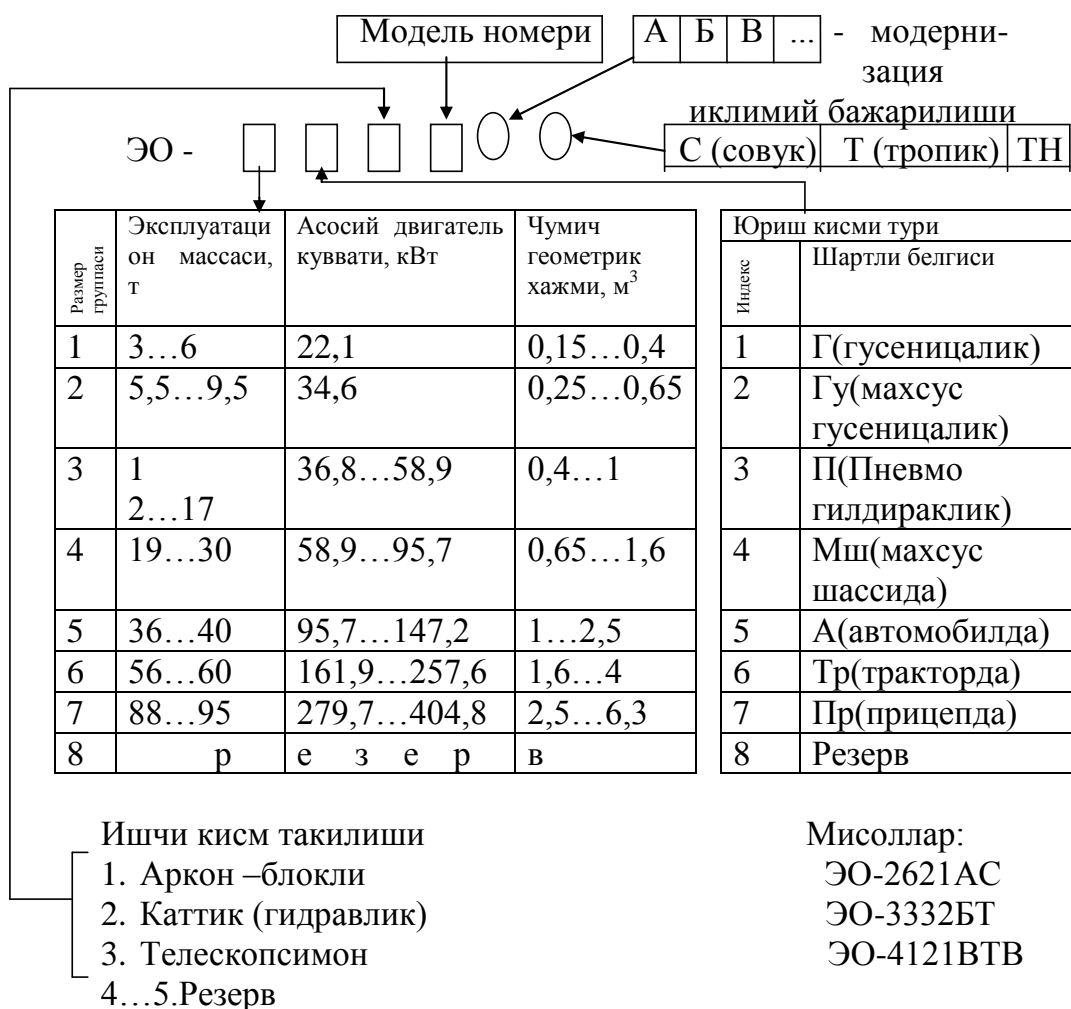 Модель номери А Б В ... - модерни-
зация
иклимий бажарилиши
ЭО - С (совук) Т (тропик) ТН
Размер группаси
Эксплуатаци
он массаси,
т
Асосий двигатель
куввати, кВт
Чумич
геометрик
хажми, м³
1 3…6 22,1 0,15…0,4
2 5,5…9,5 34,6 0,25…0,65
3 1
2…17 36,8…58,9 0,4…1
4 19…30 58,9…95,7 0,65…1,6
5 36…40 95,7…147,2 1…2,5
6 56…60 161,9…257,6 1,6…4
7 88…95 279,7…404,8 2,5…6,3
8 р е з е р в
Юриш кисми тури
Индекс
Шартли белгиси
1 Г(гусеницалик)
2 Гу(махсус
гусеницалик)
3 П(Пневмо
гилдираклик)
4 Мш(махсус
шассида)
5 А(автомобилда)
6 Тр(тракторда)
7 Пр(прицепда)
8 Резерв
Ишчи кисм такилиши
1. Аркон –блокли
2. Каттик (гидравлик)
3. Телескопсимон
4…5.Резерв
Мисоллар:
ЭО-2621АС
ЭО-3332БТ
ЭО-4121ВТВ